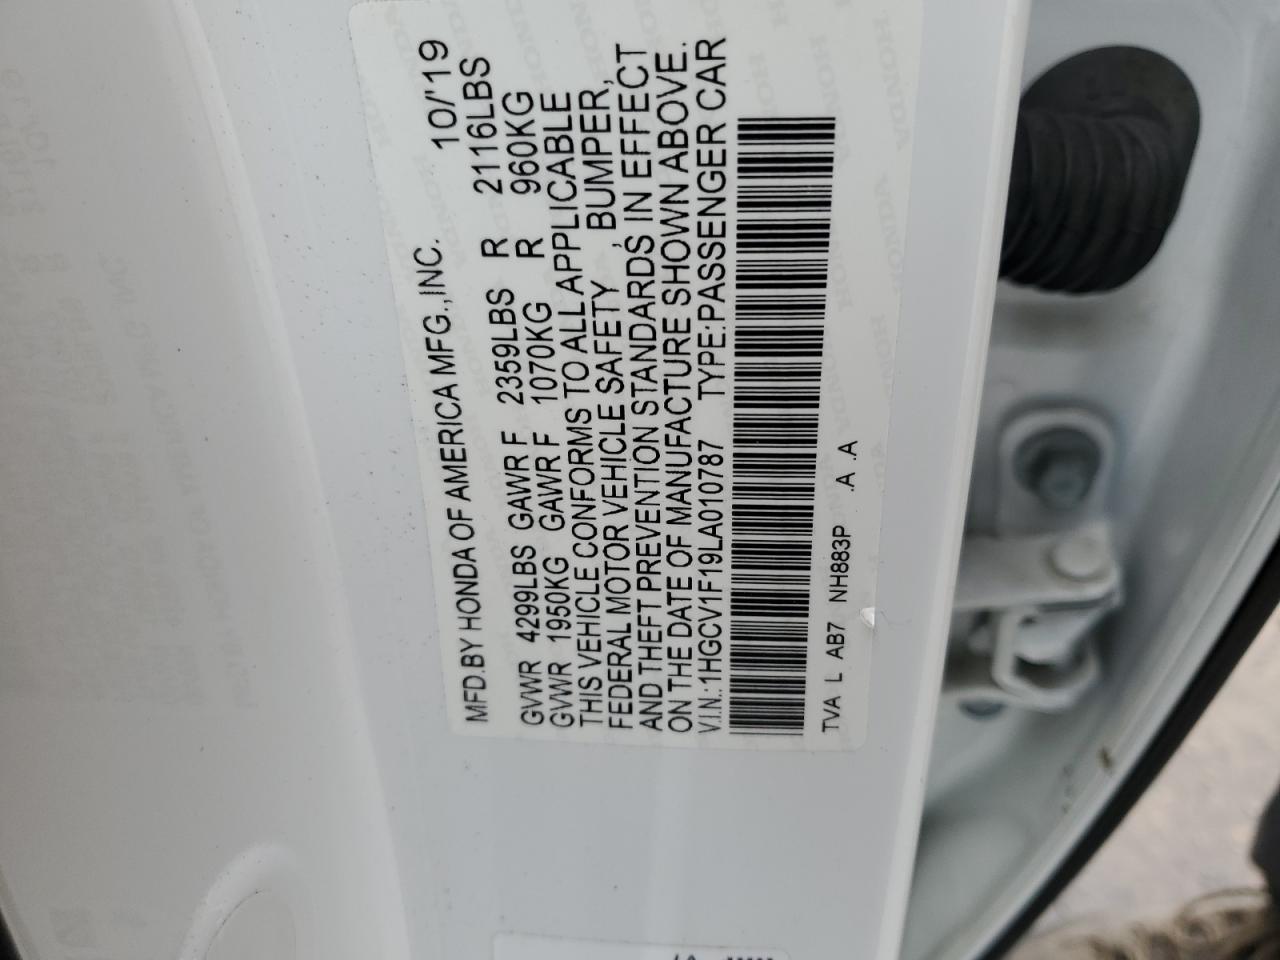 MFD.BY HONDA OF AMERICA MFG.,INC. 10/'19
GVWR 4299LBS GAWR F 2359LBS R 2116LBS
GVWR 1950KG GAWR F 1070KG R 960KG
THIS VEHICLE CONFORMS TO ALL APPLICABLE
FEDERAL MOTOR VEHICLE SAFETY , BUMPER,
AND THEFT PREVENTION STANDARDS IN EFFECT
ON THE DATE OF MANUFACTURE SHOWN ABOVE.
V.I.N.:1HGCV1F19LA010787 TYPE:PASSENGER CAR
TVA L AB7 NH883P .A .A